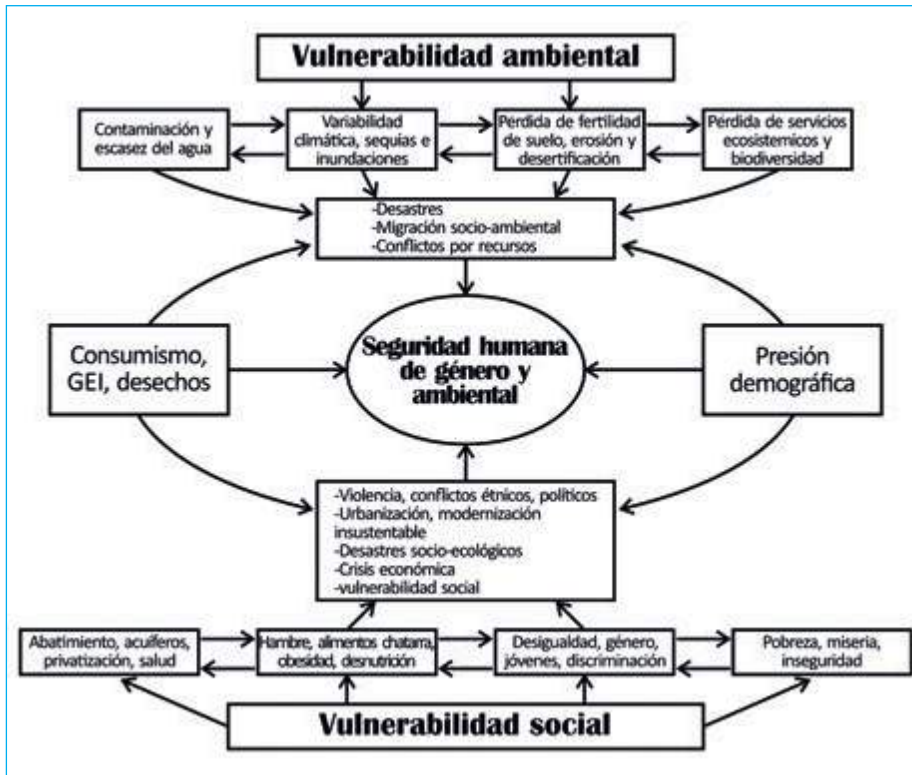 Vulnerabilidad ambiental
Contaminación y
escasez del agua
Variabilidad
climática, sequias e
inundaciones
Perdida de fertilidad
de suelo, erosión y
desertificación
Perdida de servicios
ecosistemicos y
biodiversidad
-Desastres
-Migración socio-ambiental
-Conflictos por recursos
Consumismo,
GEI, desechos
Seguridad humana
de género y
ambiental
Presión
demográfica
-Violencia, conflictos étnicos, políticos
-Urbanización, modernización
insustentable
-Desastres socio-ecológicos
-Crisis económica
-vulnerabilidad social
Abatimiento, acuíferos,
privatización, salud
Hambre, alimentos chatarra,
obesidad, desnutrición
Desigualdad, género,
jóvenes, discriminación
Pobreza, miseria,
inseguridad
Vulnerabilidad social